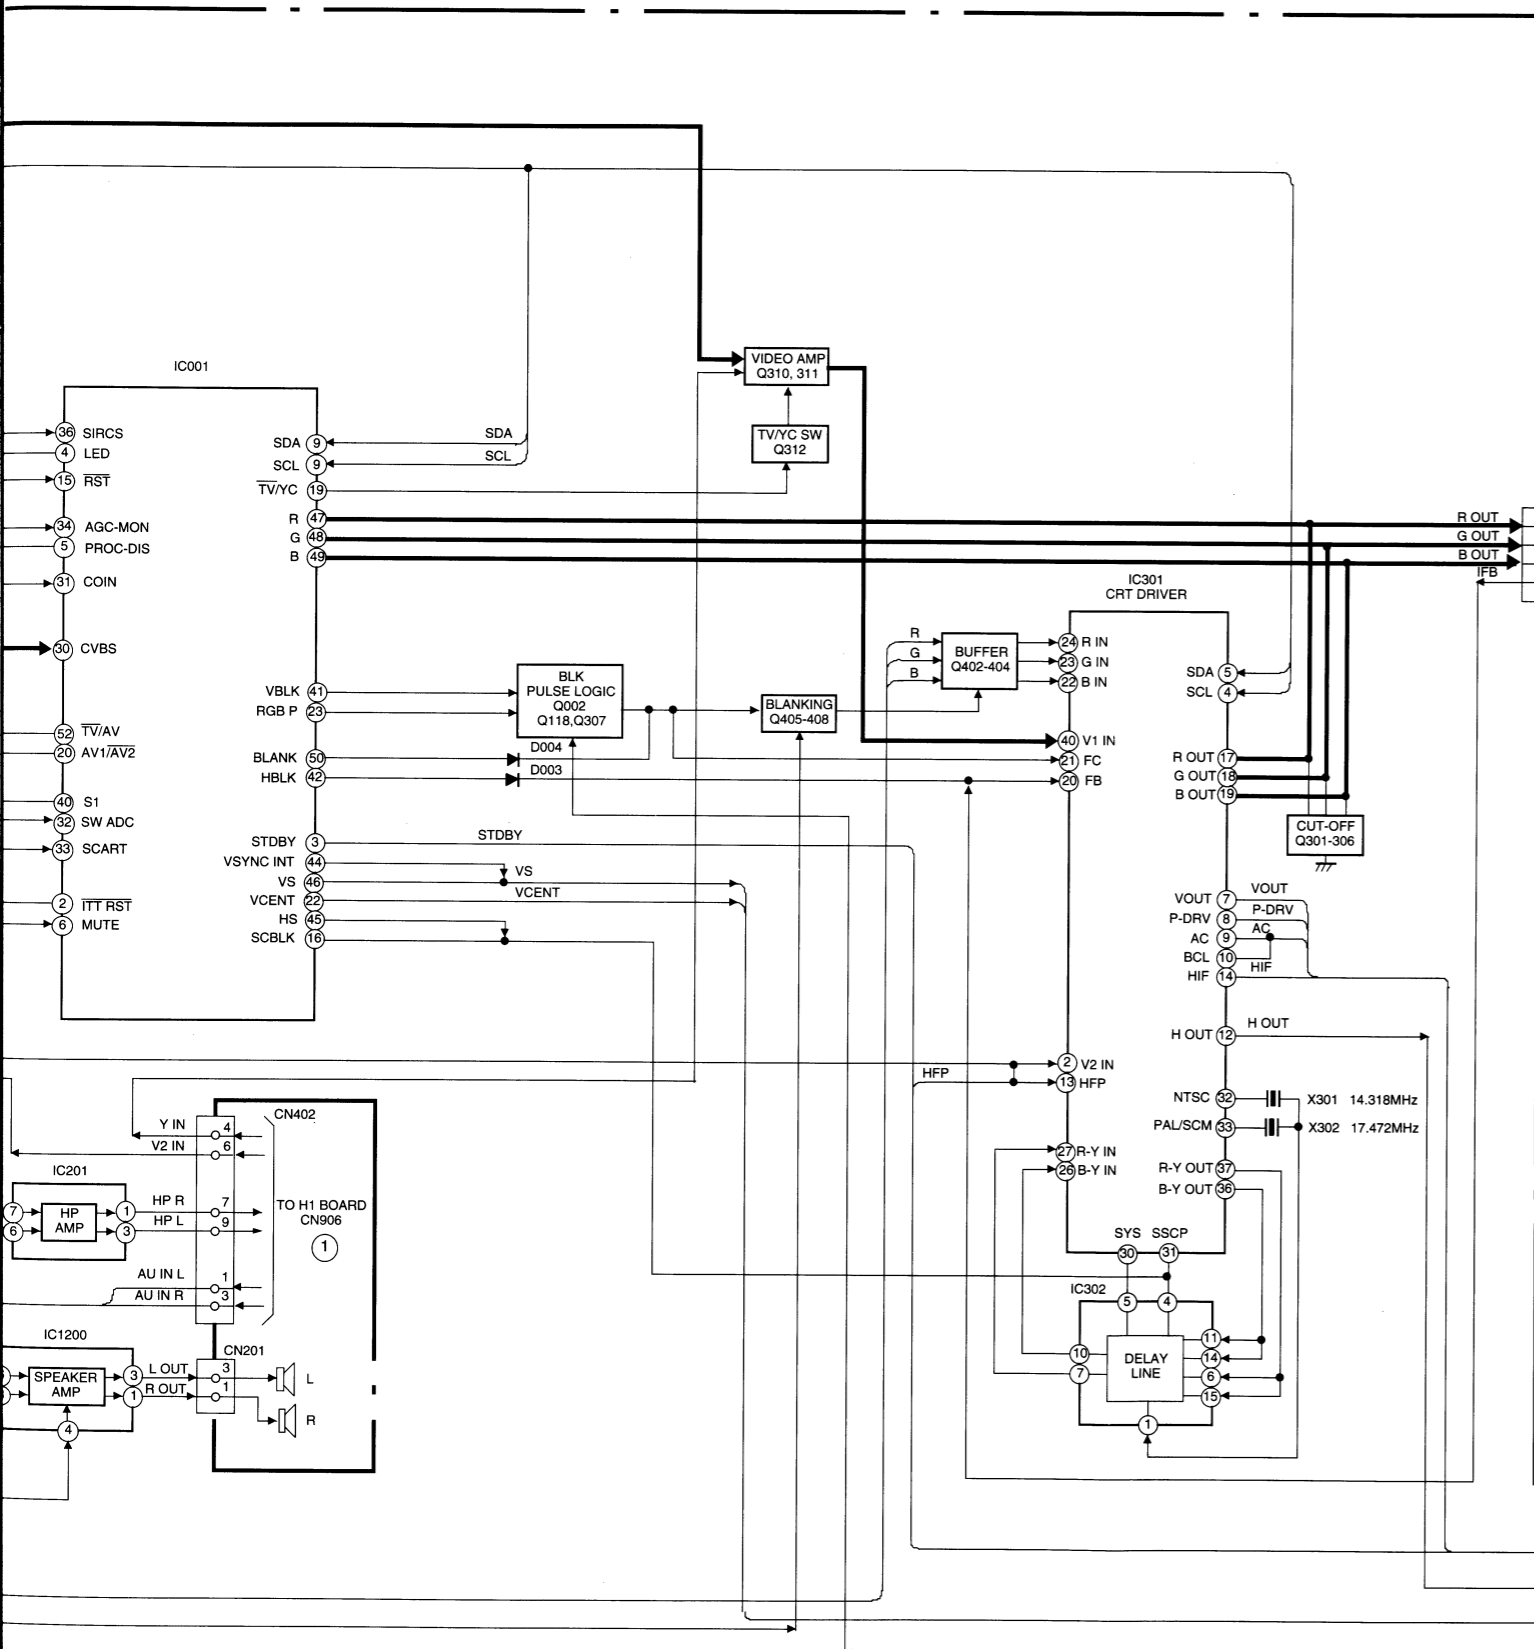 IC001
36 SIRCS
4 LED
15 RST
34 AGC-MON
5 PROC-DIS
31 COIN
30 CVBS
52 TV/AV
20 AV1/AV2
40 S1
32 SW ADC
33 SCART
2 ITT RST
6 MUTE
SDA 9 SDA
SCL 9 SCL
TV/YC 19
R 47
G 48
B 49
VBLK 41
RGB P 23
BLANK 50 D004
HBLK 42 D003
STDBY 3 STDBY
VSYNC INT 44
VS 46 VS
VCENT 22 VCENT
HS 45
SCBLK 16
VIDEO AMP
Q310, 311
TV/YC SW
Q312
BLK
PULSE LOGIC
Q002
Q118,Q307
BLANKING
Q405-408
R
G
B
BUFFER
Q402-404
R OUT
G OUT
B OUT
IFB
IC301
CRT DRIVER
24 R IN
23 G IN
22 B IN
40 V1 IN
21 FC
20 FB
2 V2 IN
HFP 13 HFP
27 R-Y IN
26 B-Y IN
SDA 5
SCL 4
R OUT 17
G OUT 18
B OUT 19
CUT-OFF
Q301-306
VOUT 7 VOUT
P-DRV 8 P-DRV
AC 9 AC
BCL 10
HIF 14 HIF
H OUT 12 H OUT
NTSC 32 X301 14.318MHz
PAL/SCM 33 X302 17.472MHz
R-Y OUT 37
B-Y OUT 36
SYS SSCP
30 31
IC302
5 4
DELAY
LINE
10
7
11
14
6
15
1
CN402
Y IN 4
V2 IN 6
IC201
7 HP AMP 1 HP R 7
6 3 HP L 9
TO H1 BOARD
CN906
1
AU IN L 1
AU IN R 3
IC1200
CN201
SPEAKER
AMP
3 L OUT 3 L
1 R OUT 1 R
4